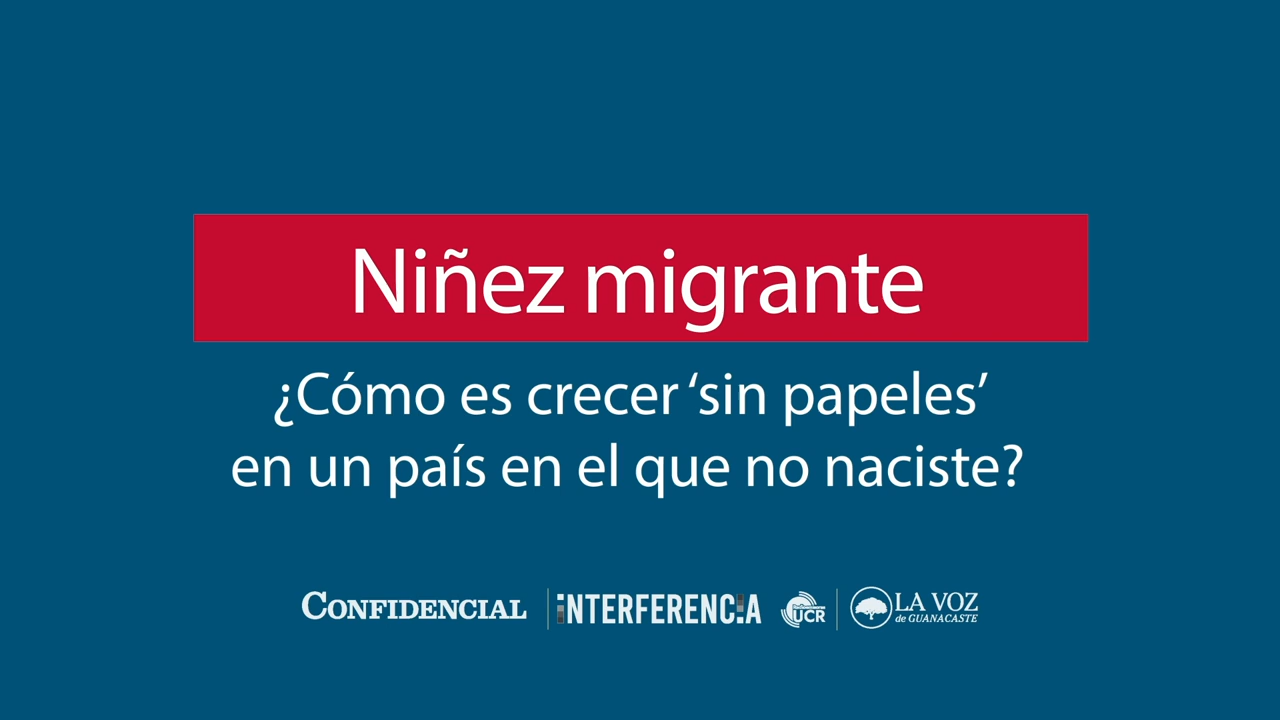 Niñez migrante
¿Cómo es crecer ‘sin papeles’
en un país en el que no naciste?
CONFIDENCIAL
INTERFERENCIA
UCR
LA VOZ
de GUANACASTE